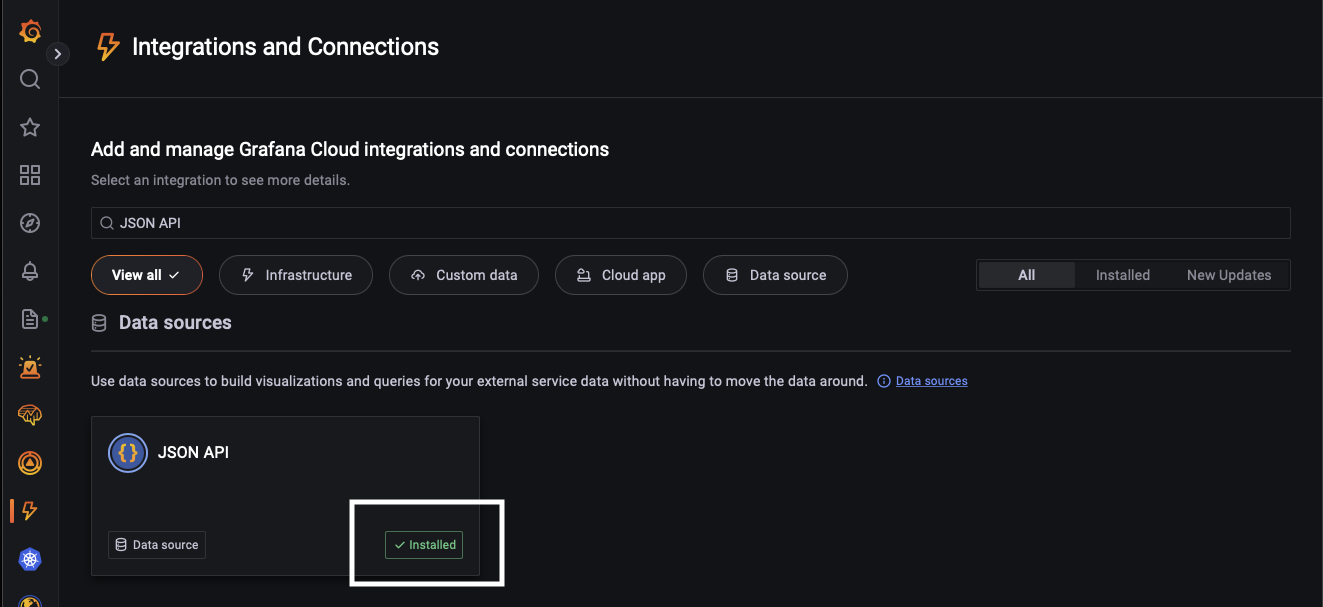 Integrations and Connections
Add and manage Grafana Cloud integrations and connections
Select an integration to see more details.
JSON API
View all
Infrastructure
Custom data
Cloud app
Data source
All
Installed
New Updates
Data sources
Use data sources to build visualizations and queries for your external service data without having to move the data around. Data sources
{} JSON API
Data source
Installed